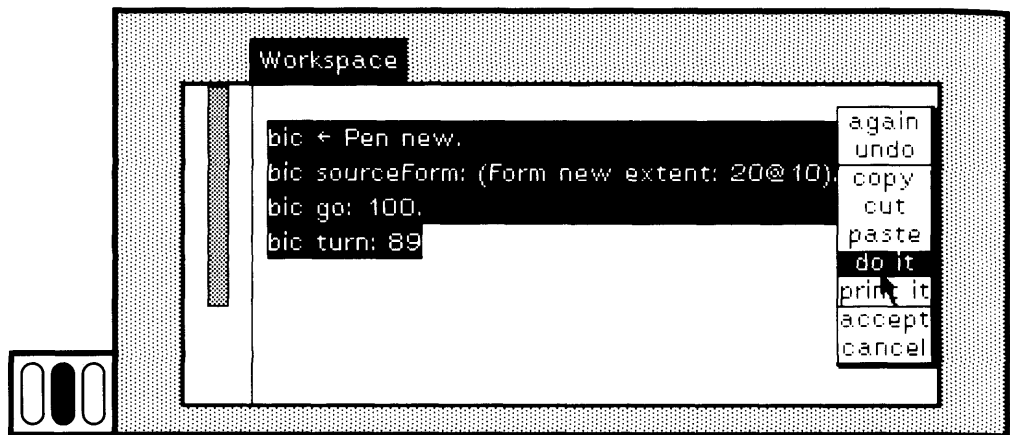 Workspace
bic ← Pen new.
bic sourceForm: (Form new extent: 20@10).
bic go: 100.
bic turn: 89
again
undo
copy
cut
paste
do it
print it
accept
cancel